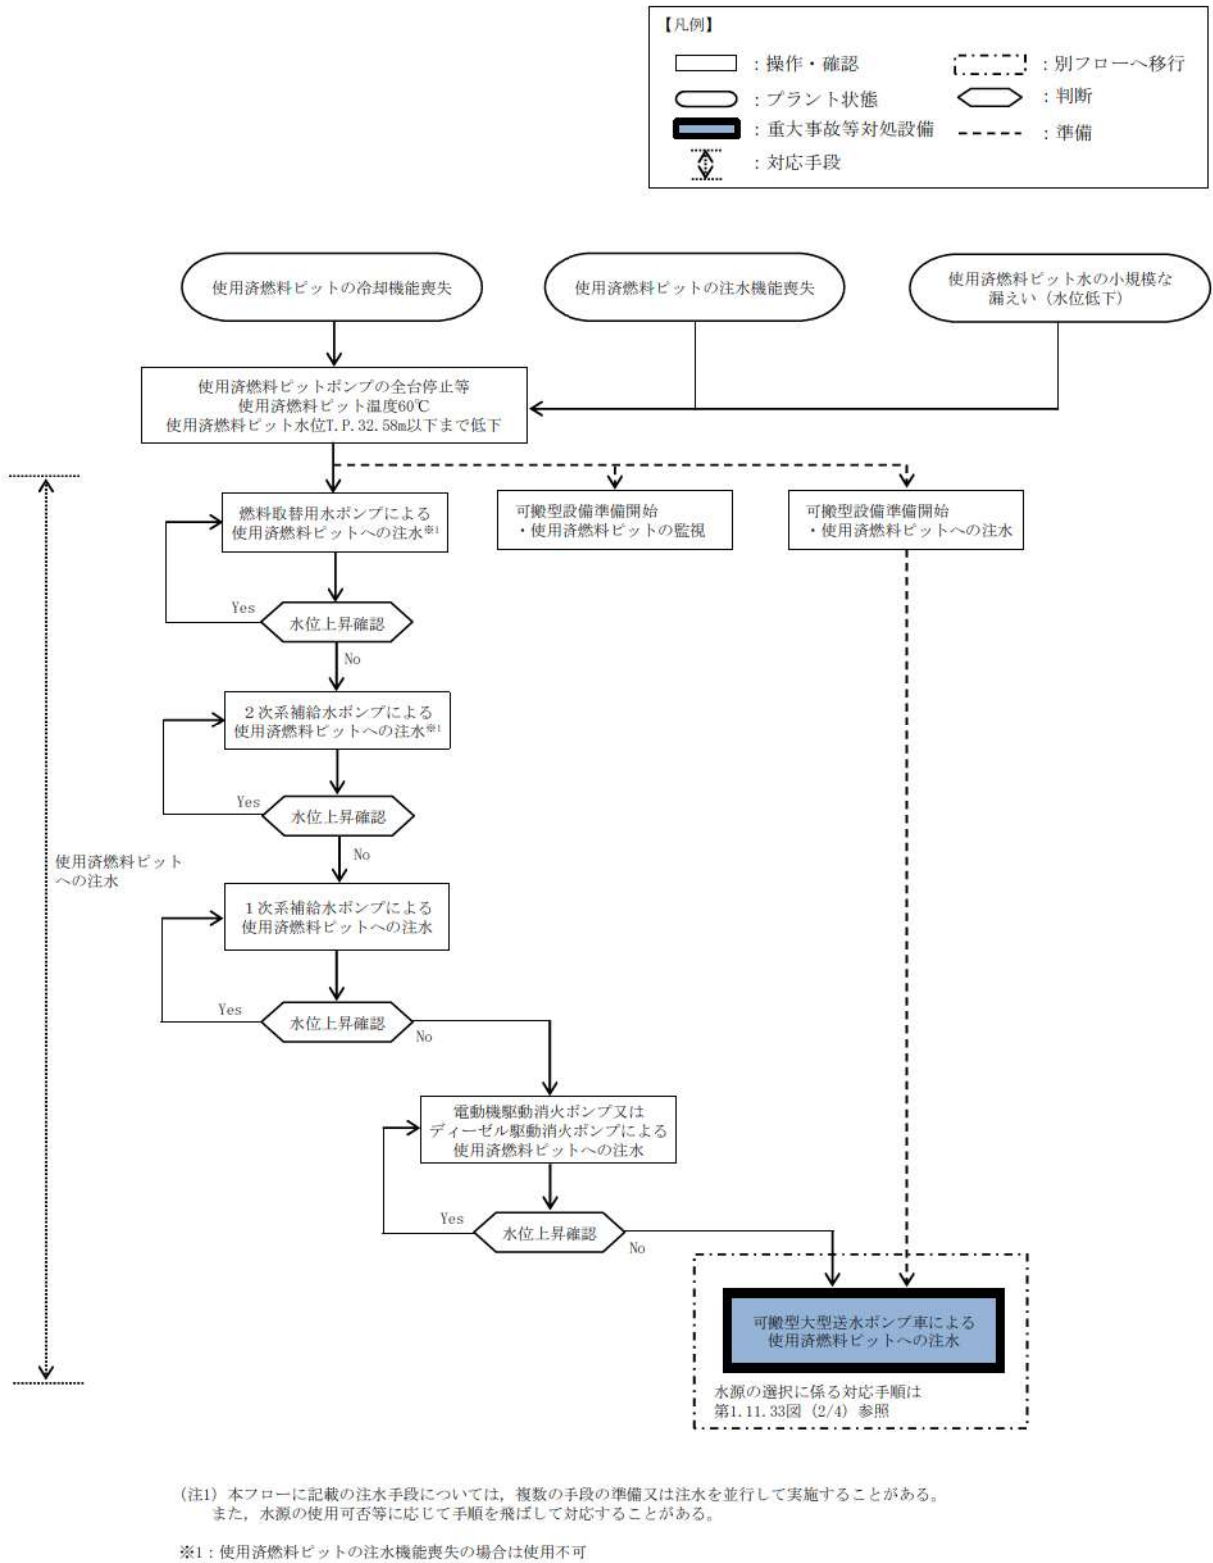 【凡例】
：操作・確認
：別フローへ移行
：プラント状態
：判断
：重大事故等対処設備
：準備
：対応手段
使用済燃料ピットの冷却機能喪失
使用済燃料ピットの注水機能喪失
使用済燃料ピット水の小規模な
漏えい（水位低下）
使用済燃料ピットポンプの全台停止等
使用済燃料ピット温度60℃
使用済燃料ピット水位T.P.32.58m以下まで低下
燃料取替用水ポンプによる
使用済燃料ピットへの注水※1
可搬型設備準備開始
・使用済燃料ピットの監視
可搬型設備準備開始
・使用済燃料ピットへの注水
Yes
水位上昇確認
No
２次系補給水ポンプによる
使用済燃料ピットへの注水※1
Yes
水位上昇確認
No
使用済燃料ピット
への注水
１次系補給水ポンプによる
使用済燃料ピットへの注水
Yes
水位上昇確認
No
電動機駆動消火ポンプ又は
ディーゼル駆動消火ポンプによる
使用済燃料ピットへの注水
Yes
水位上昇確認
No
可搬型大型送水ポンプ車による
使用済燃料ピットへの注水
水源の選択に係る対応手順は
第1.11.33図（2/4）参照
（注1）本フローに記載の注水手段については，複数の手段の準備又は注水を並行して実施することがある。
また，水源の使用可否等に応じて手順を飛ばして対応することがある。
※1：使用済燃料ピットの注水機能喪失の場合は使用不可